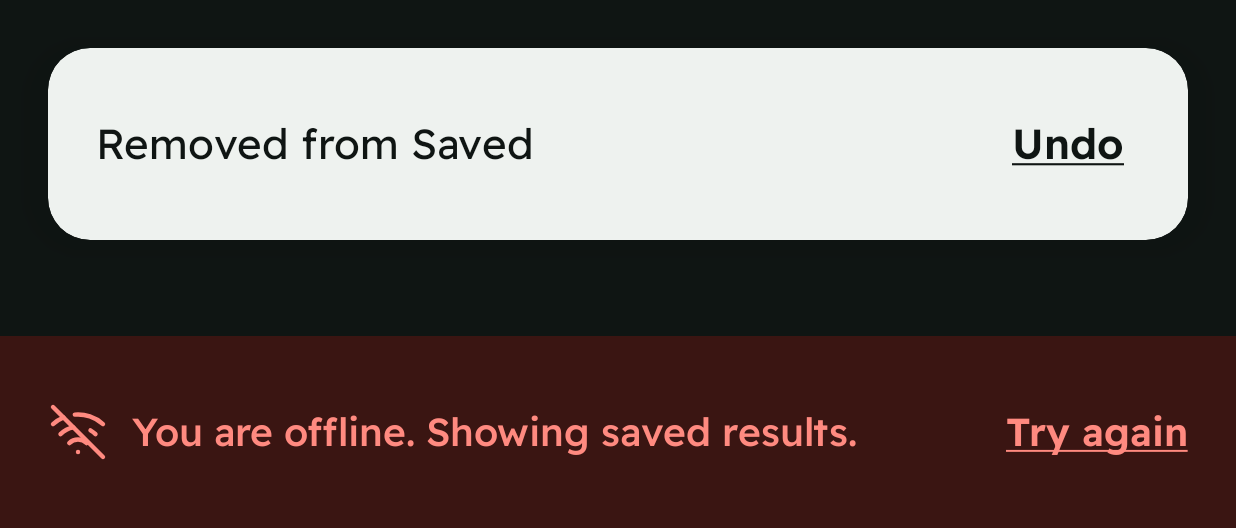 Removed from Saved Undo
You are offline. Showing saved results. Try again